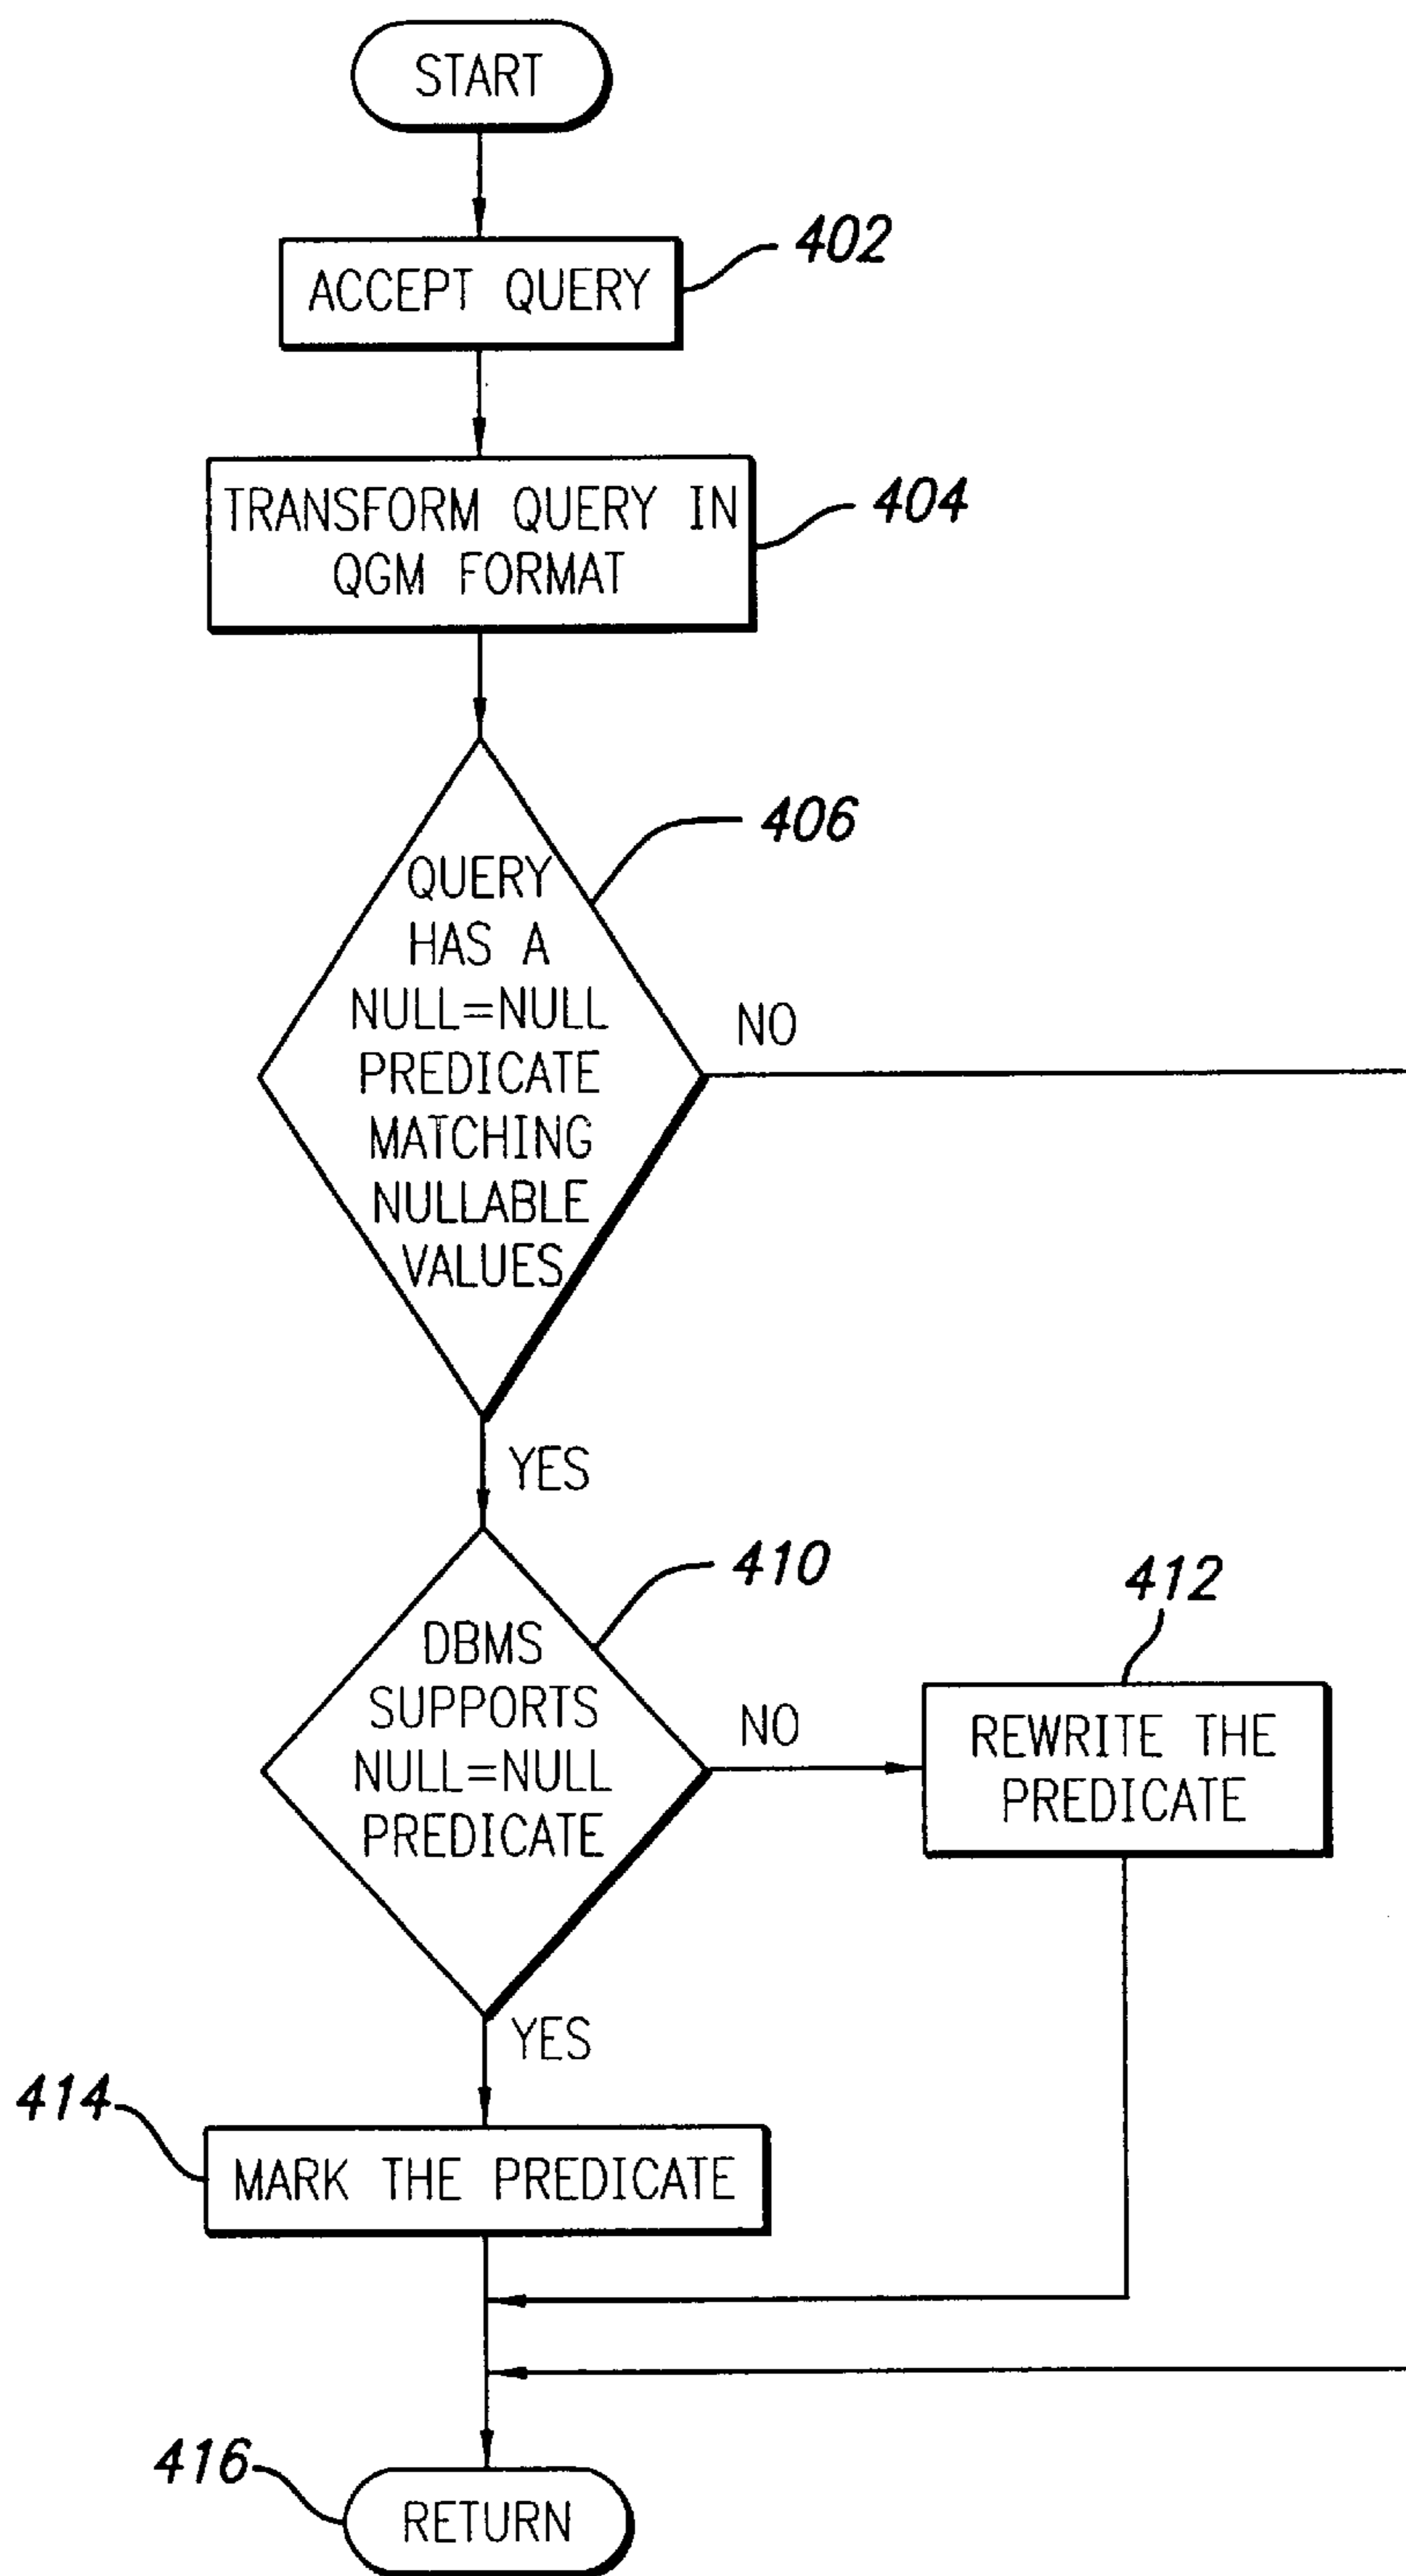 START
402
ACCEPT QUERY
404
TRANSFORM QUERY IN
QGM FORMAT
406
QUERY
HAS A
NULL=NULL
PREDICATE
MATCHING
NULLABLE
VALUES
NO
YES
410
DBMS
SUPPORTS
NULL=NULL
PREDICATE
NO
412
REWRITE THE
PREDICATE
YES
414
MARK THE PREDICATE
416
RETURN